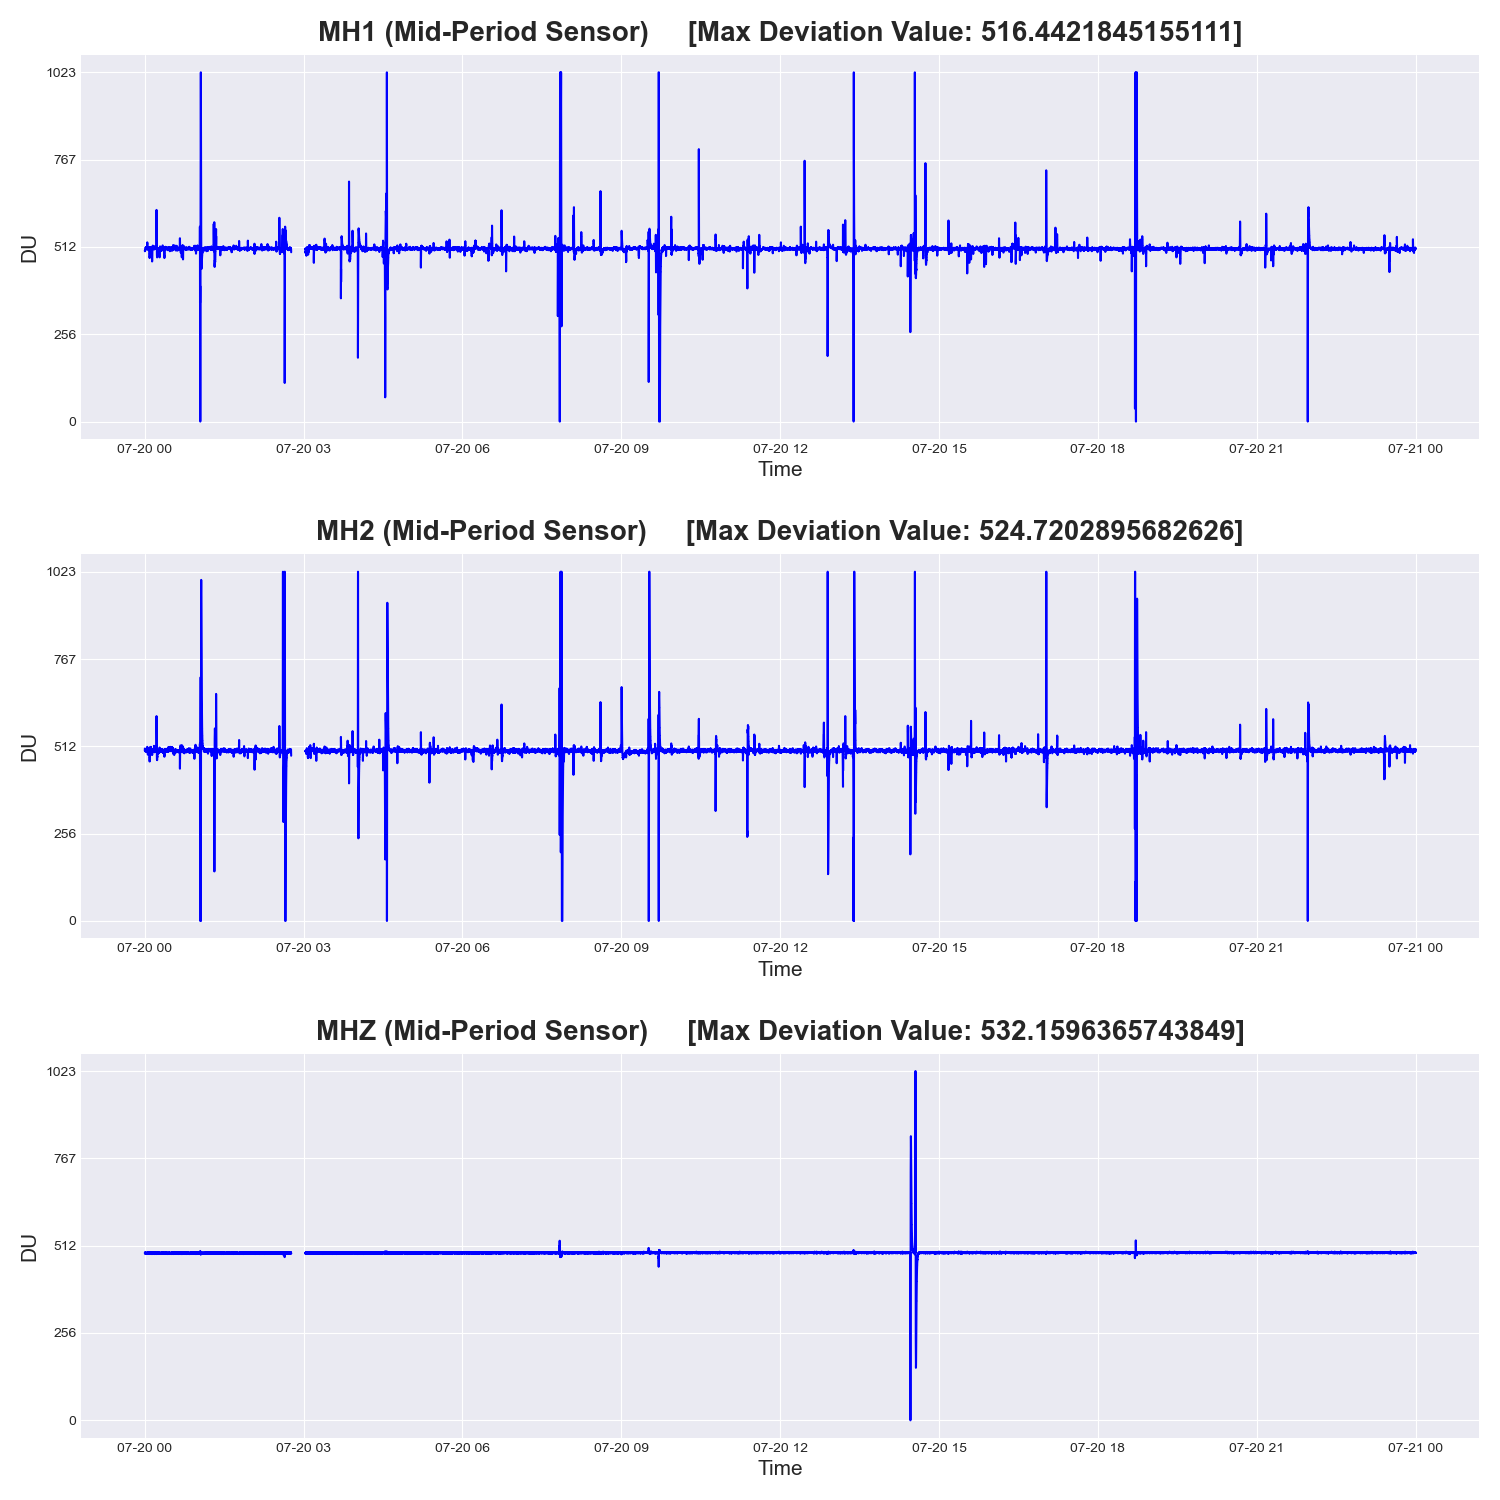 MH1 (Mid-Period Sensor) [Max Deviation Value: 516.4421845155111]
1023
767
512
256
0
DU
07-20 00 07-20 03 07-20 06 07-20 09 07-20 12 07-20 15 07-20 18 07-20 21 07-21 00
Time
MH2 (Mid-Period Sensor) [Max Deviation Value: 524.7202895682626]
1023
767
512
256
0
DU
07-20 00 07-20 03 07-20 06 07-20 09 07-20 12 07-20 15 07-20 18 07-20 21 07-21 00
Time
MHZ (Mid-Period Sensor) [Max Deviation Value: 532.1596365743849]
1023
767
512
256
0
DU
07-20 00 07-20 03 07-20 06 07-20 09 07-20 12 07-20 15 07-20 18 07-20 21 07-21 00
Time